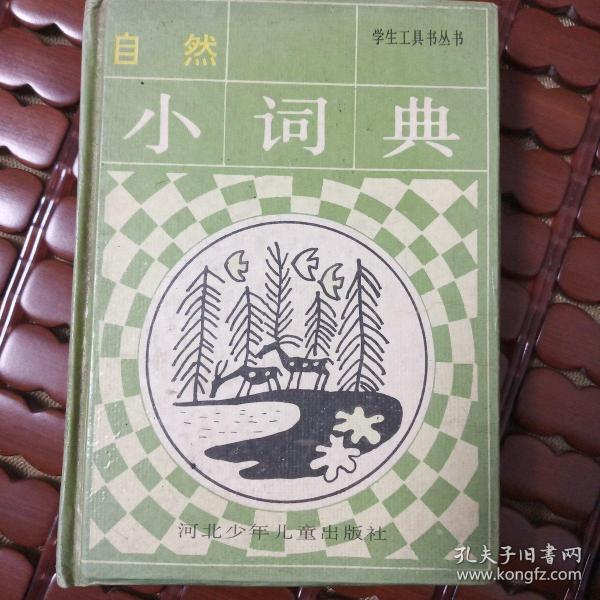 自然
学生工具书丛书
小词典
河北少年儿童出版社
孔夫子旧书网
www.kongfz.com